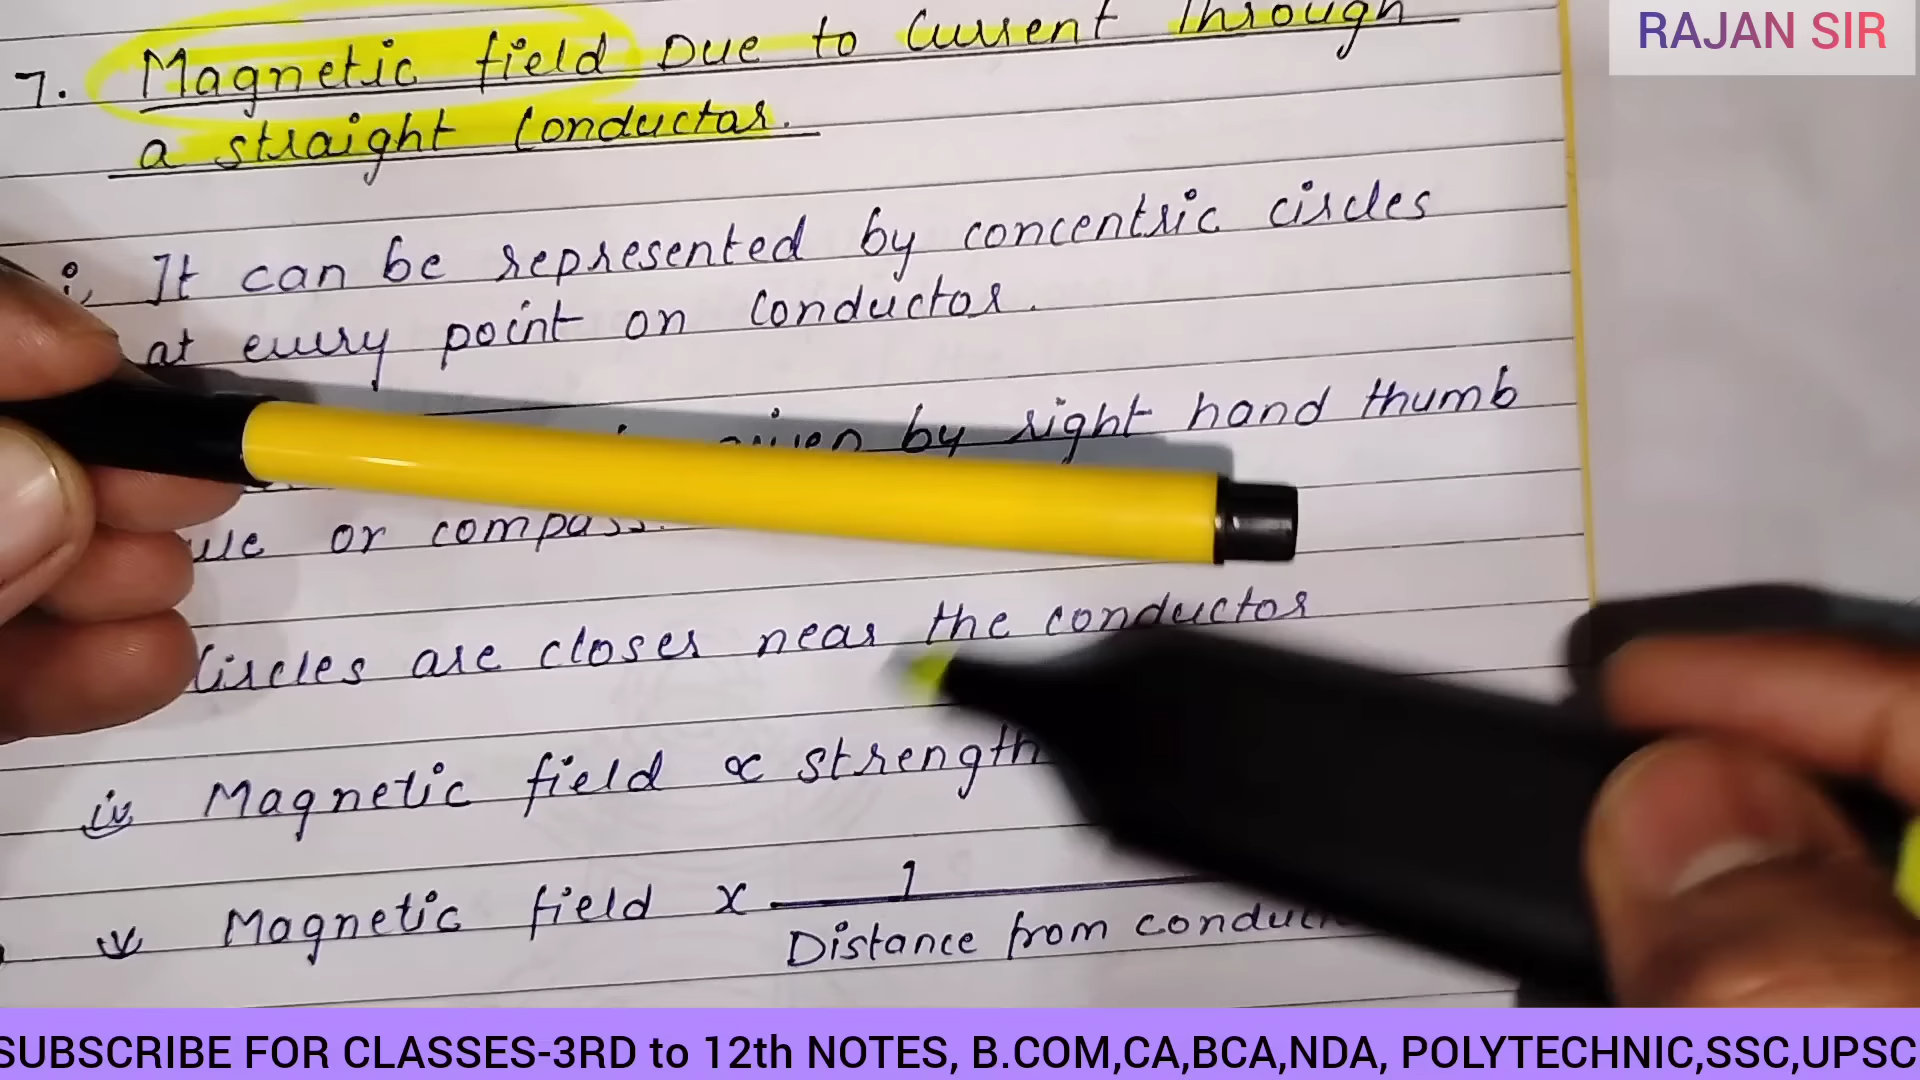 RAJAN SIR
7. Magnetic field Due to Current Through
a straight Conductor.
i, It can be represented by concentric circles
at every point on Conductor.
by right hand thumb
or compass.
Circles are closer near the conductor
iv Magnetic field ∝ strength
v Magnetic field x 1
Distance from
SUBSCRIBE FOR CLASSES-3RD to 12th NOTES, B.COM,CA,BCA,NDA, POLYTECHNIC,SSC,UPSC